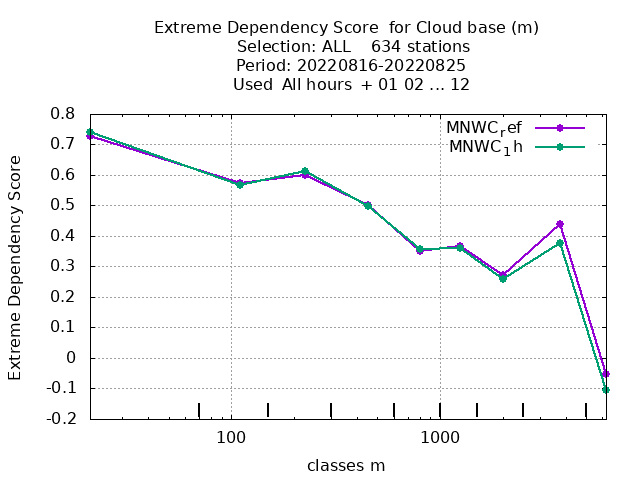 Extreme Dependency Score  for Cloud base (m)
Selection: ALL    634 stations
Period: 20220816-20220825
Used  All hours  + 01 02 ... 12
MNWC_ref
MNWC_1h
0.8
0.7
0.6
0.5
0.4
0.3
0.2
0.1
0
-0.1
-0.2
Extreme Dependency Score
100 1000
classes m